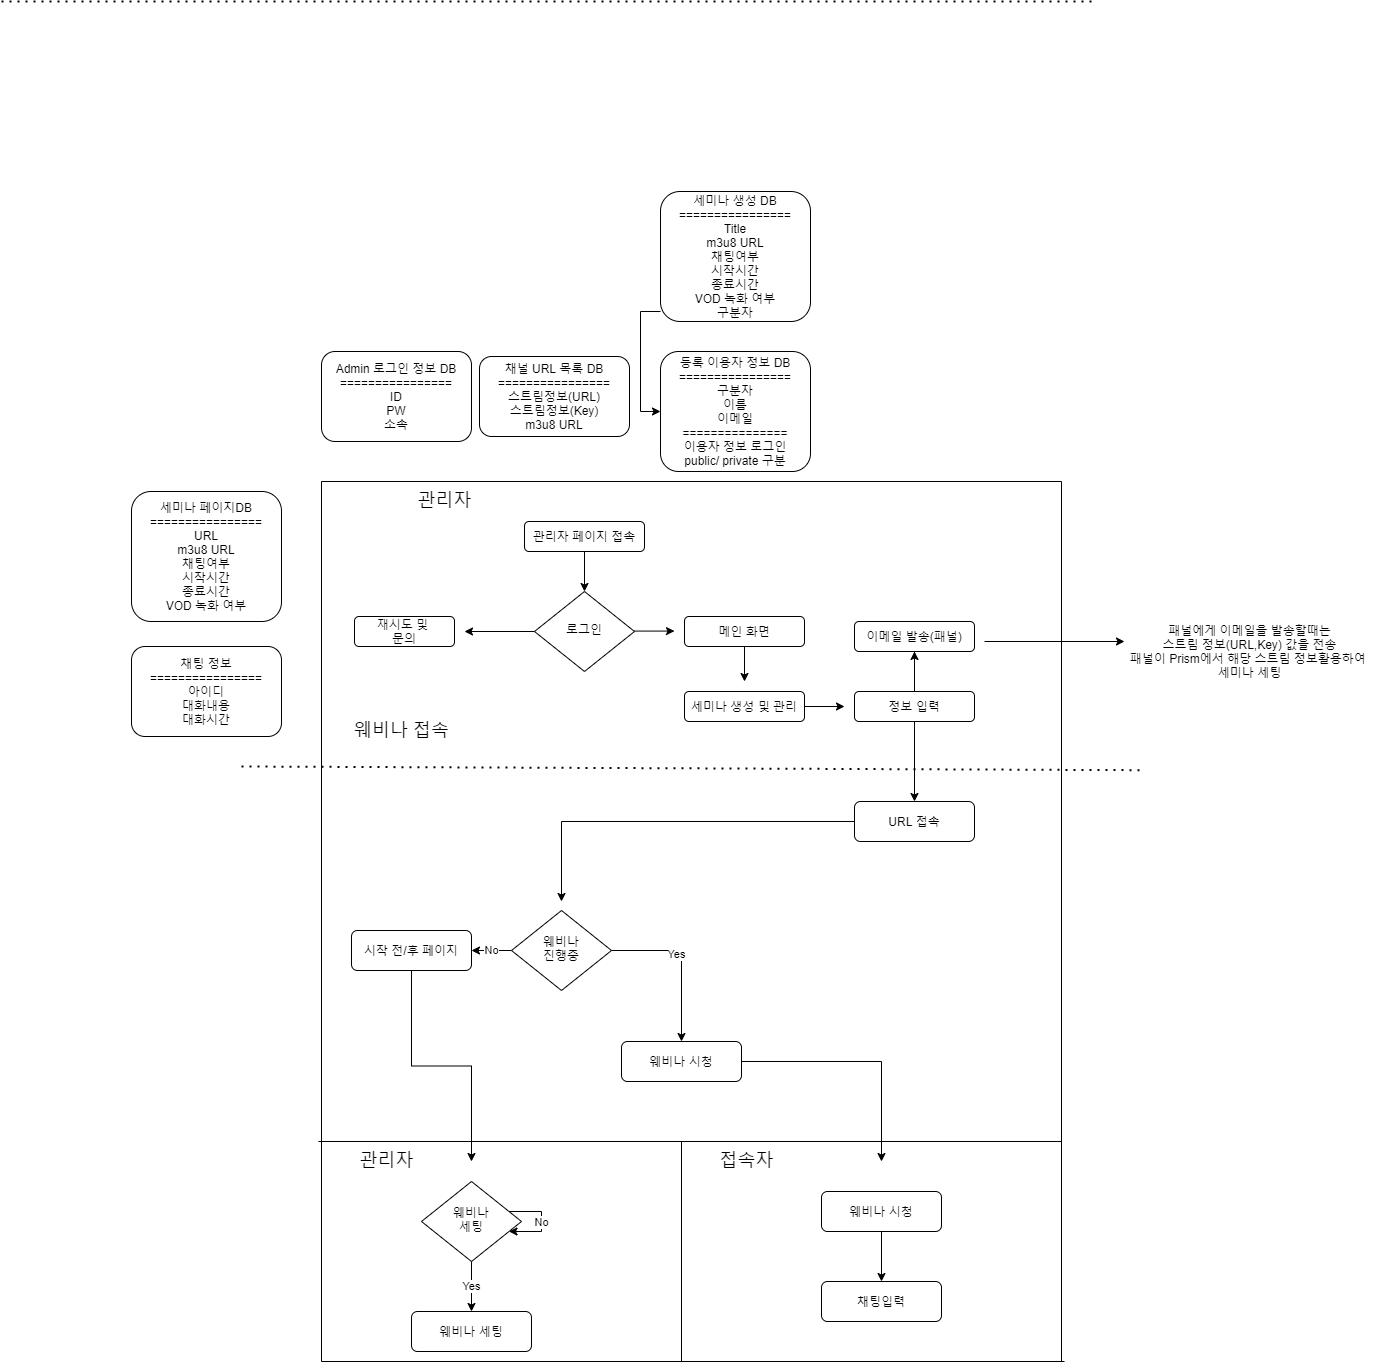 세미나 생성 DB
================
Title
m3u8 URL
채팅여부
시작시간
종료시간
VOD 녹화 여부
구분자
Admin 로그인 정보 DB
================
ID
PW
소속
채널 URL 목록 DB
================
스트림정보(URL)
스트림정보(Key)
m3u8 URL
등록 이용자 정보 DB
================
구분자
이름
이메일
===============
이용자 정보 로그인
public/ private 구분
세미나 페이지DB
================
URL
m3u8 URL
채팅여부
시작시간
종료시간
VOD 녹화 여부
채팅 정보
================
아이디
대화내용
대화시간
관리자
관리자 페이지 접속
로그인
재시도 및
문의
메인 화면
이메일 발송(패널)
패널에게 이메일을 발송할때는
스트림 정보(URL,Key) 값을 전송
패널이 Prism에서 해당 스트림 정보활용하여
세미나 세팅
세미나 생성 및 관리
정보 입력
웨비나 접속
URL 접속
시작 전/후 페이지
No
웨비나
진행중
Yes
웨비나 시청
관리자
웨비나
세팅
No
Yes
웨비나 세팅
접속자
웨비나 시청
채팅입력